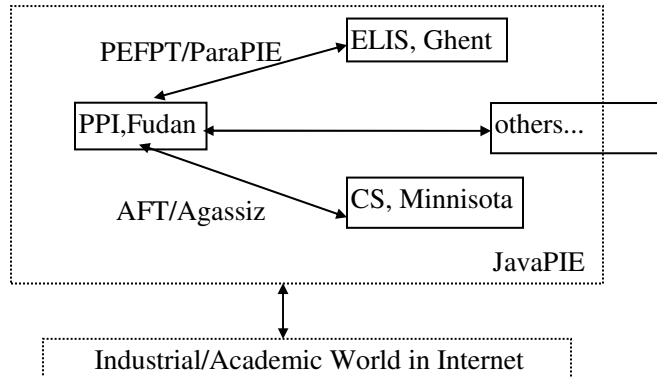 ELIS, Ghent
PEFPT/ParaPIE
PPI,Fudan
others...
CS, Minnisota
AFT/Agassiz
JavaPIE
Industrial/Academic World in Internet